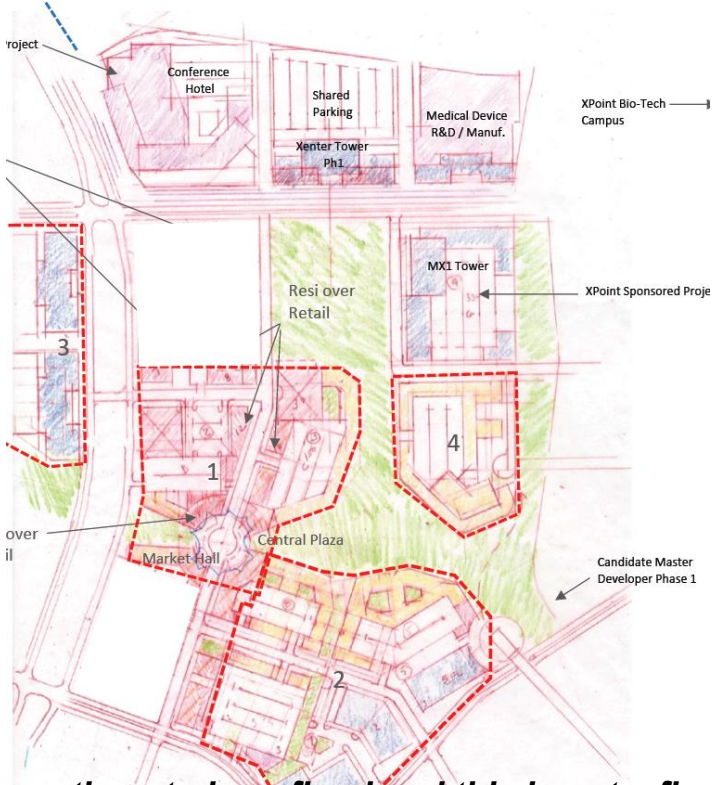 roject
Conference
Hotel
Shared
Parking
Medical Device
R&D / Manuf.
XPoint Bio-Tech
Campus
Xenter Tower
Ph1
MX1 Tower
XPoint Sponsored Proje
Resi over
Retail
3
1
4
over
il
Market Hall
Central Plaza
Candidate Master
Developer Phase 1
2